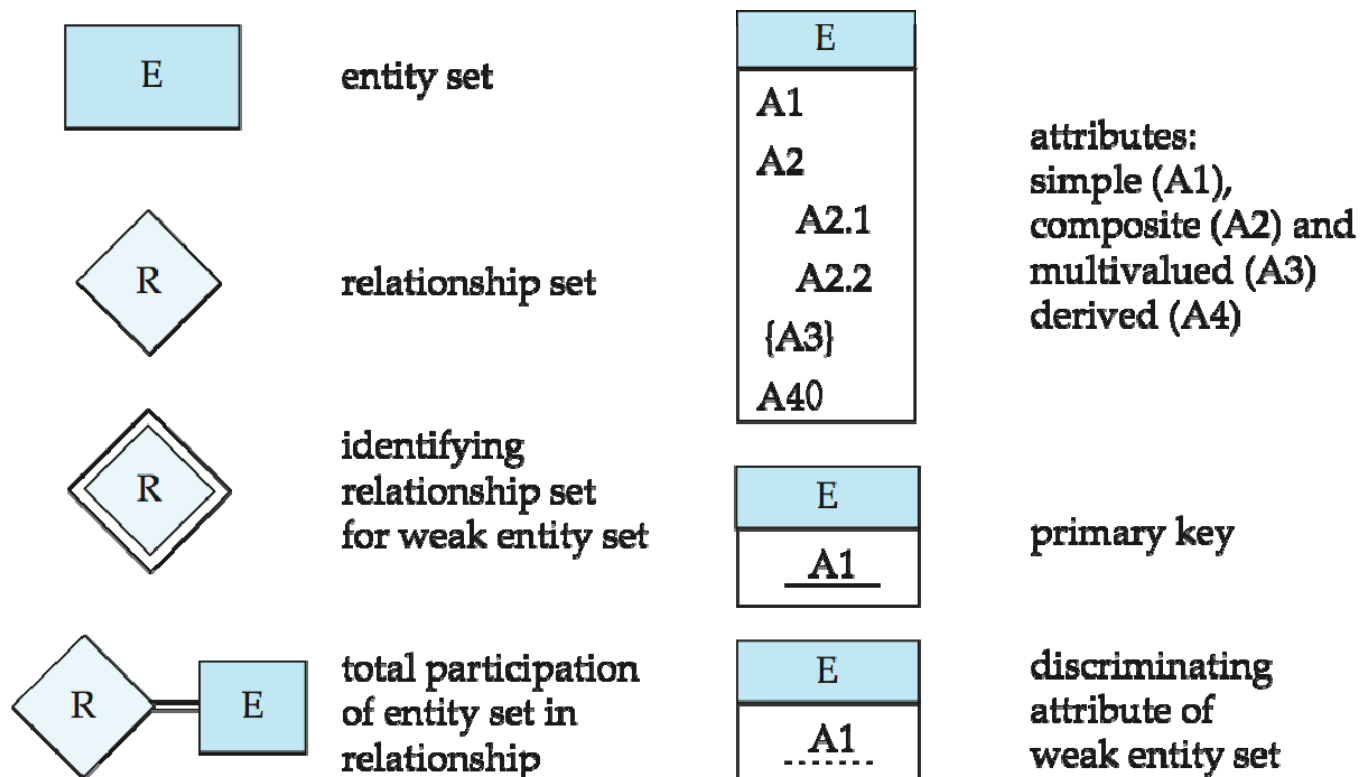 E
entity set
R
relationship set
R
identifying
relationship set
for weak entity set
R
E
total participation
of entity set in
relationship
E
A1
A2
A2.1
A2.2
{A3}
A40
attributes:
simple (A1),
composite (A2) and
multivalued (A3)
derived (A4)
E
A1
primary key
E
A1
discriminating
attribute of
weak entity set